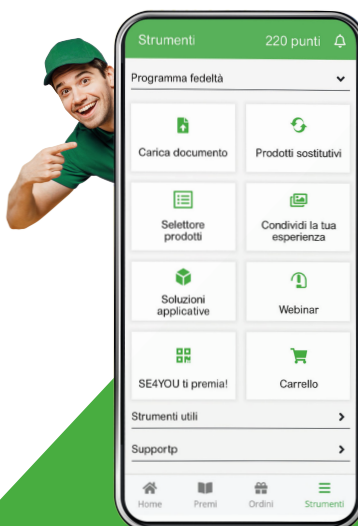 Strumenti 220 punti
Programma fedeltà
Carica documento
Prodotti sostitutivi
Selettore
prodotti
Condividi la tua
esperienza
Soluzioni
applicative
Webinar
SE4YOU ti premia!
Carrello
Strumenti utili
Supportp
Home Premi Ordini Strumenti